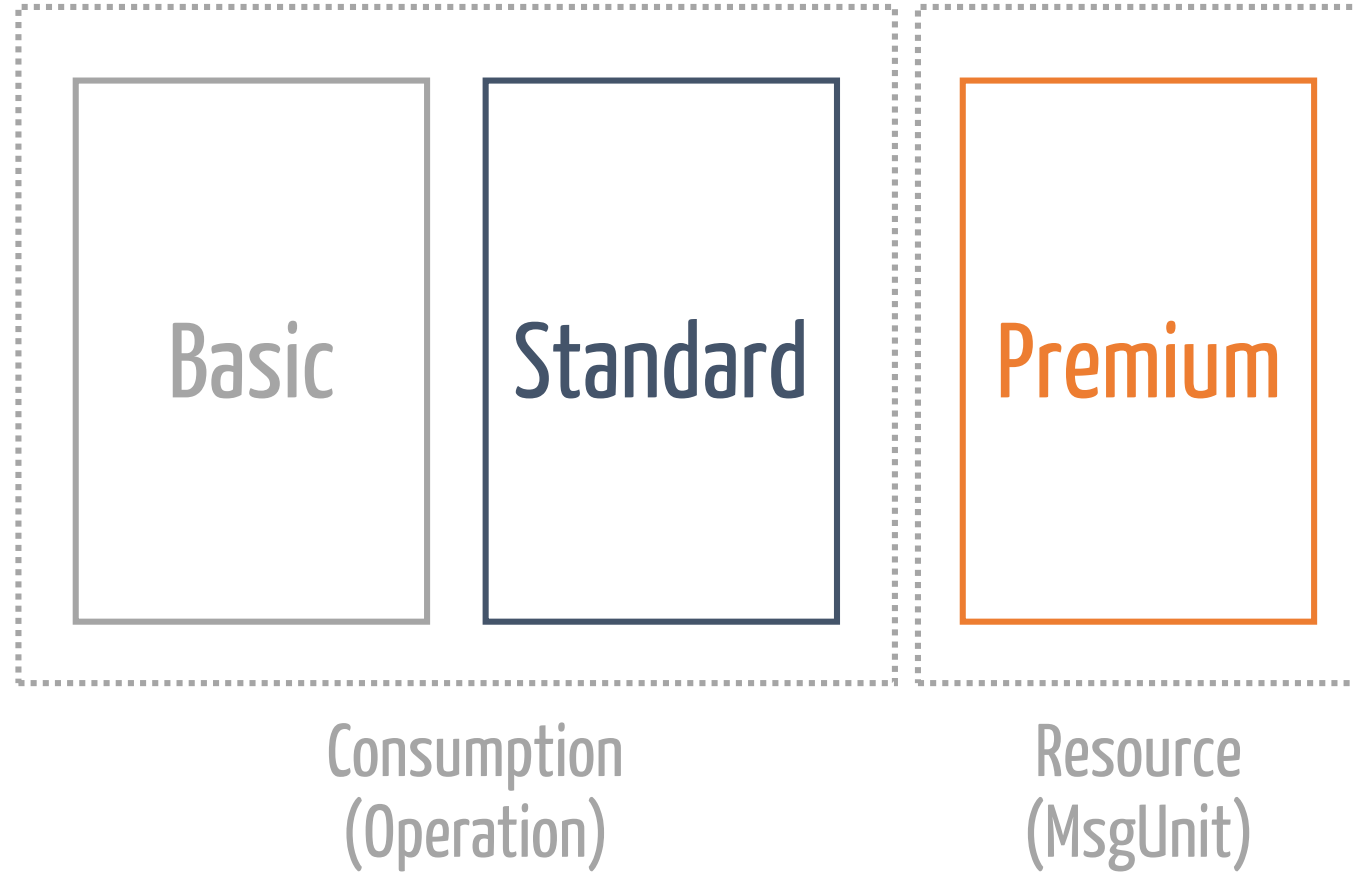 Basic
Standard
Premium
Consumption
(Operation)
Resource
(MsgUnit)